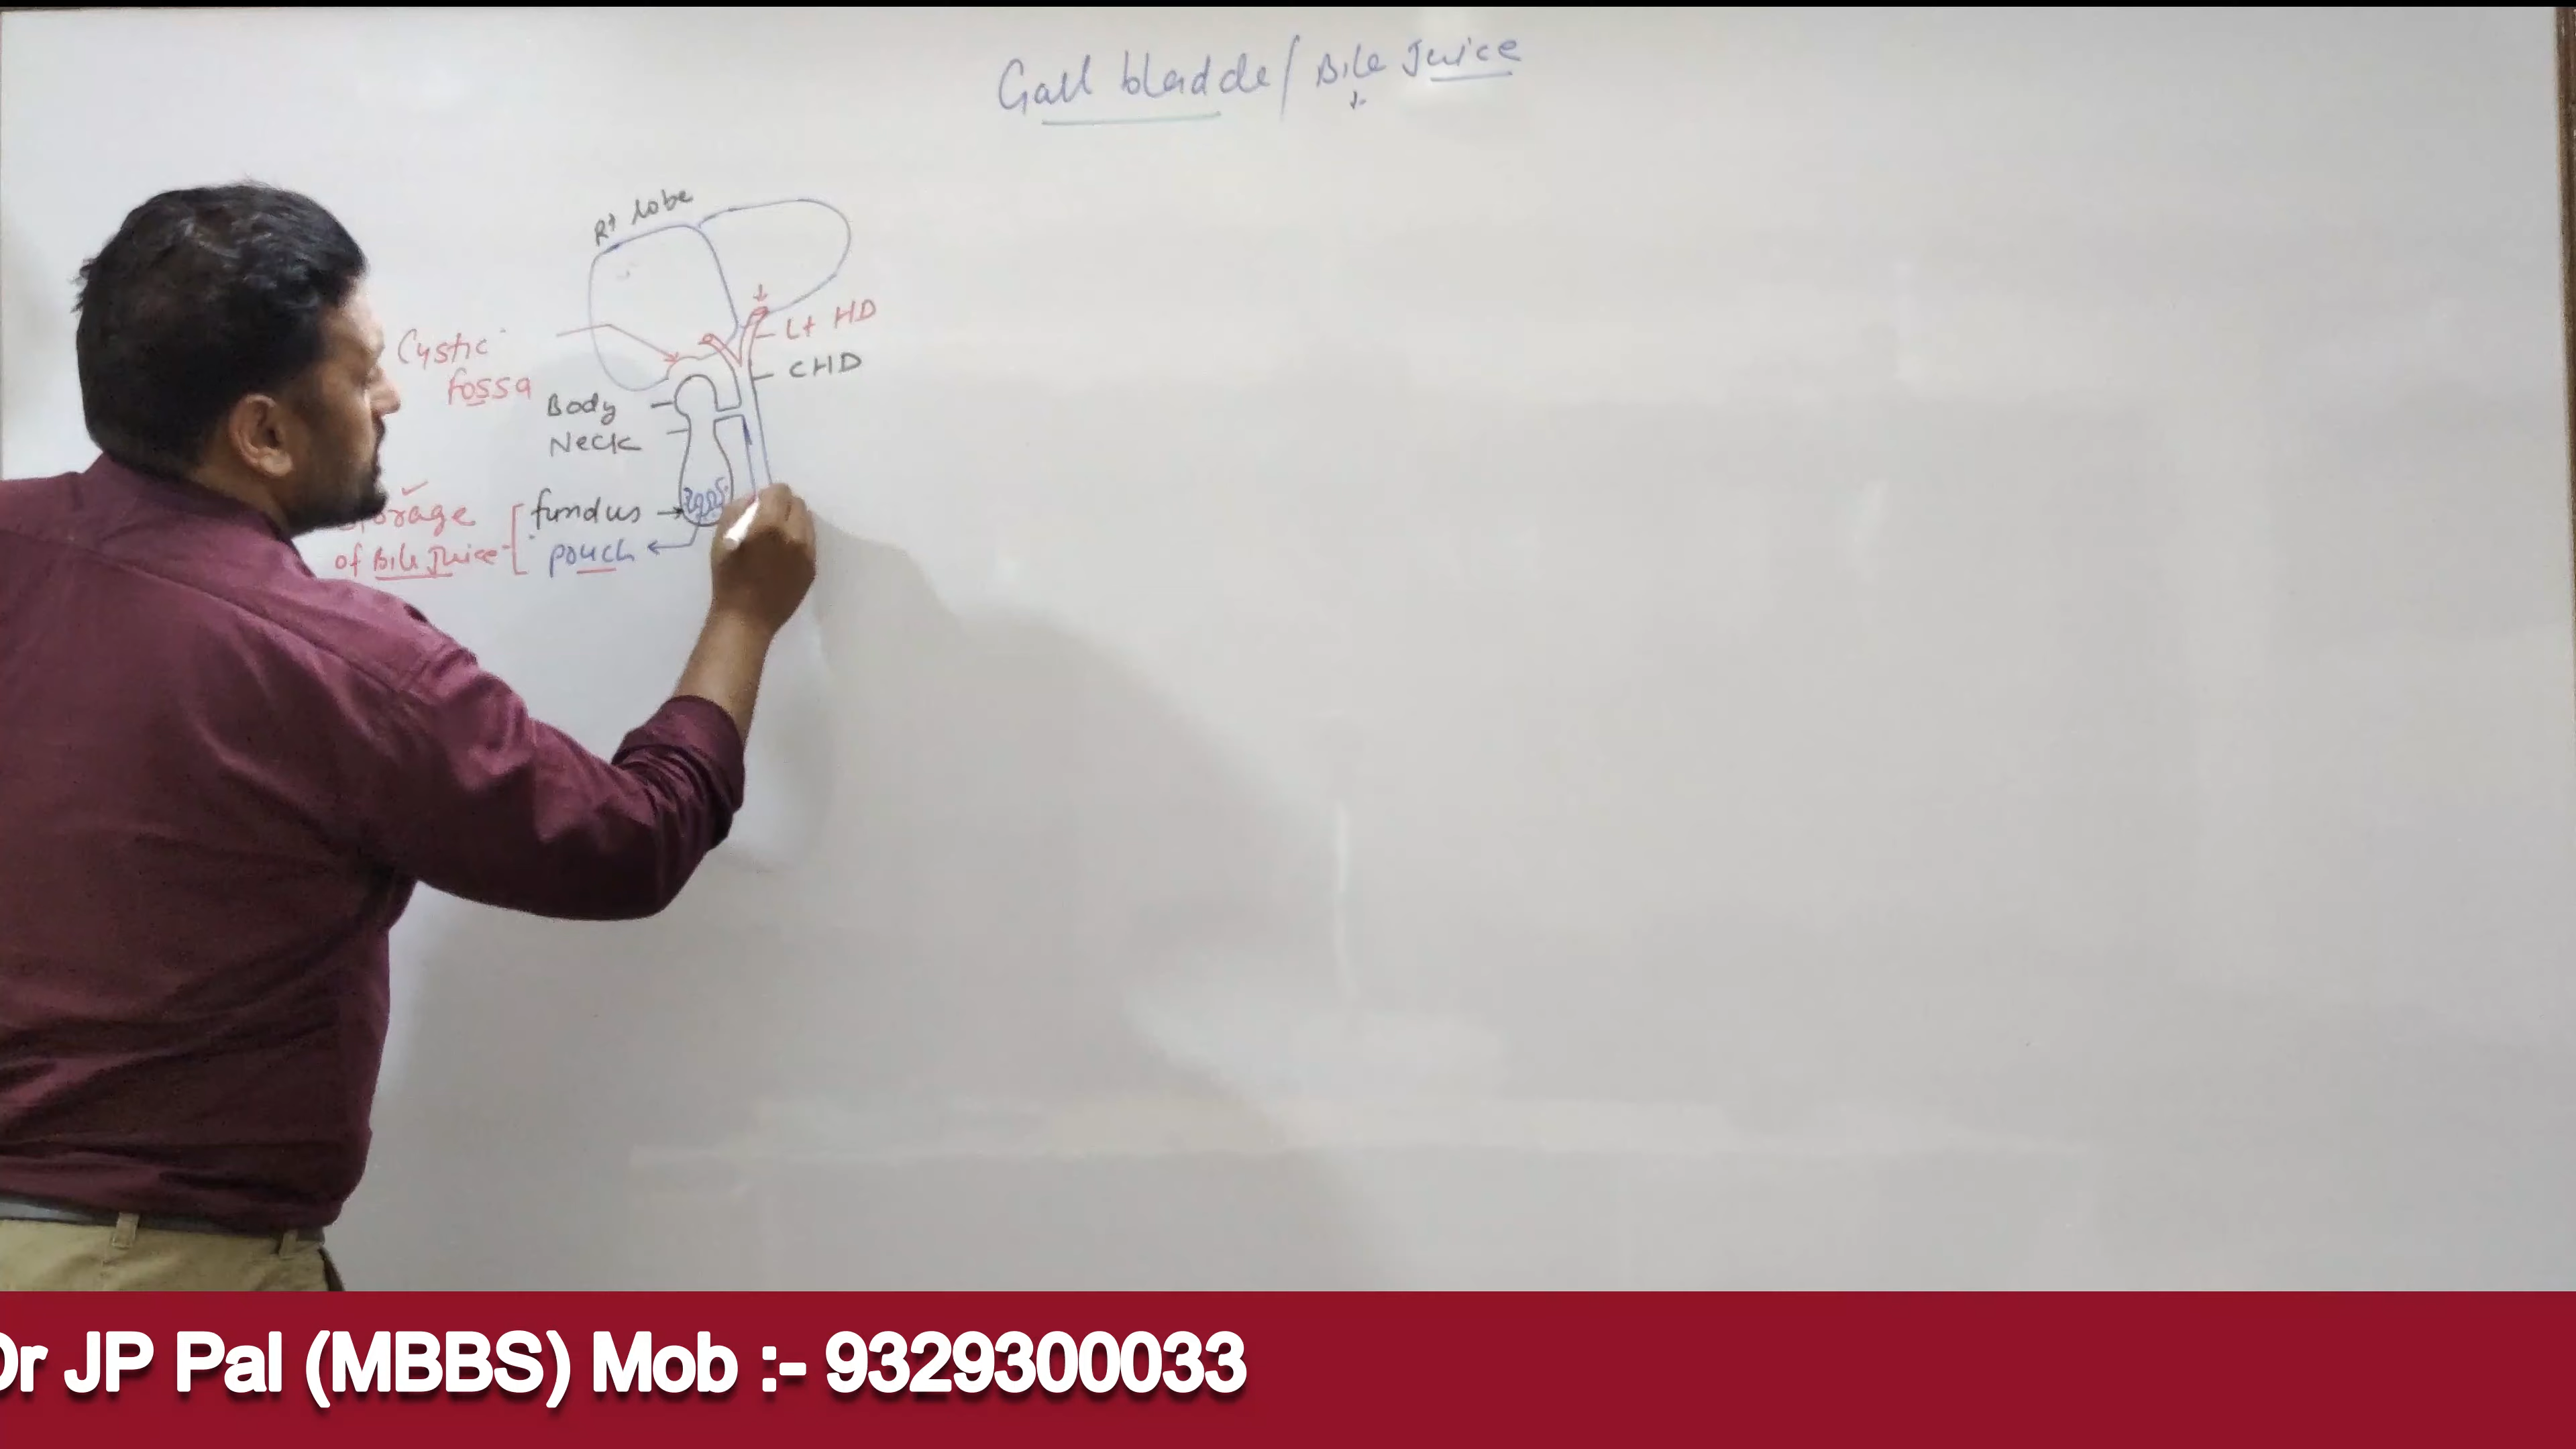 Gall bladde/Bile Juice
Rt lobe
Lt HD
CHD
Cystic
fossa
Body
Neck
fundus
of Bile Juice
pouch
Dr JP Pal (MBBS) Mob :- 9329300033